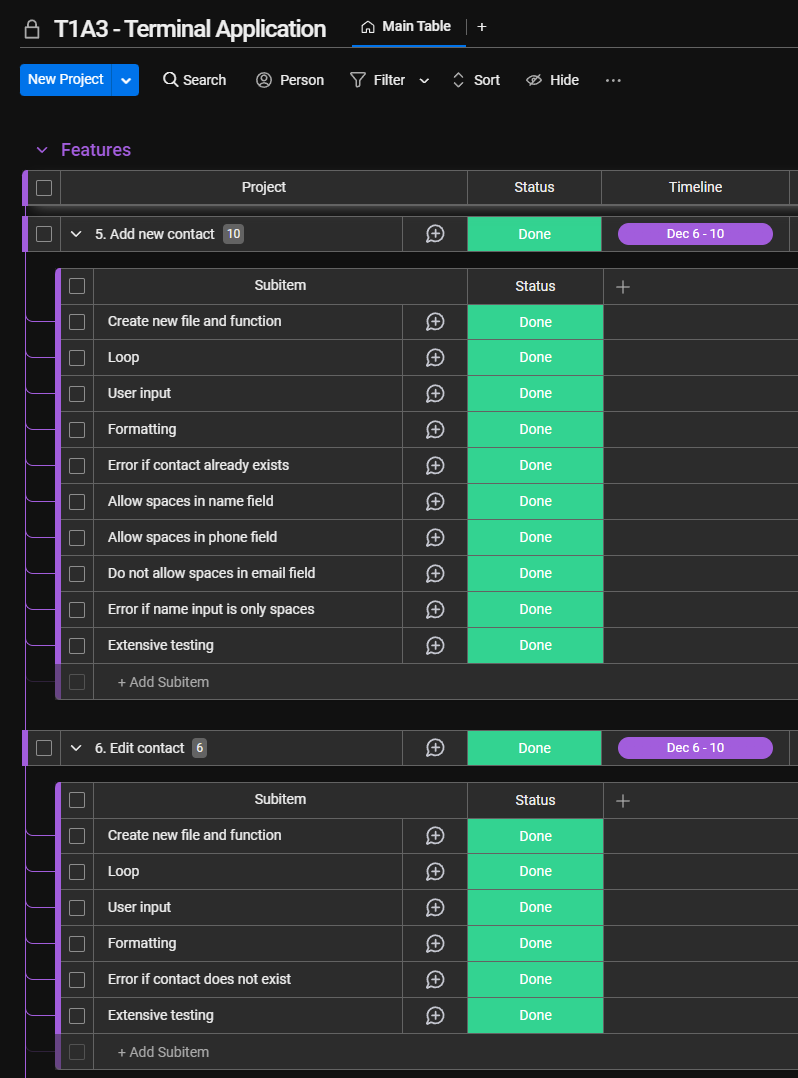 T1A3 - Terminal Application Main Table +
New Project Search Person Filter Sort Hide ...
Features
Project Status Timeline
5. Add new contact 10 Done Dec 6 - 10
Subitem Status +
Create new file and function Done
Loop Done
User input Done
Formatting Done
Error if contact already exists Done
Allow spaces in name field Done
Allow spaces in phone field Done
Do not allow spaces in email field Done
Error if name input is only spaces Done
Extensive testing Done
+ Add Subitem
6. Edit contact 6 Done Dec 6 - 10
Subitem Status +
Create new file and function Done
Loop Done
User input Done
Formatting Done
Error if contact does not exist Done
Extensive testing Done
+ Add Subitem